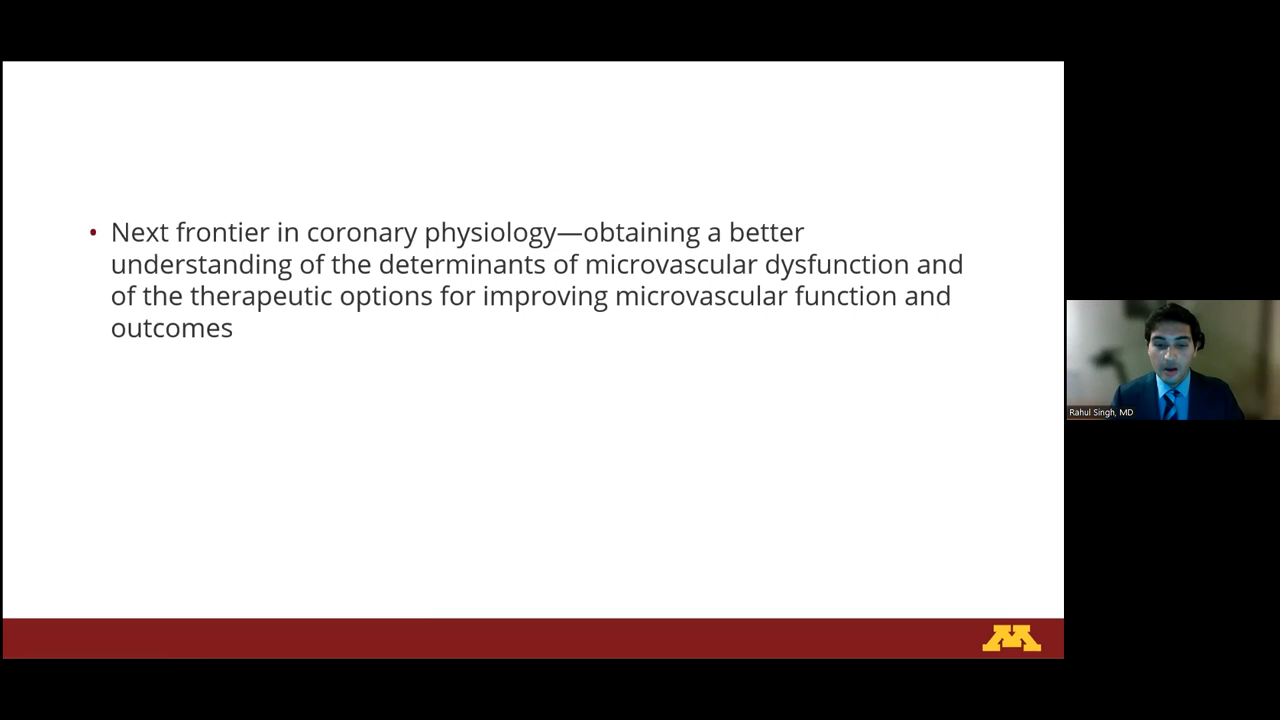 • Next frontier in coronary physiology—obtaining a better
understanding of the determinants of microvascular dysfunction and
of the therapeutic options for improving microvascular function and
outcomes
Rahul Singh, MD
M